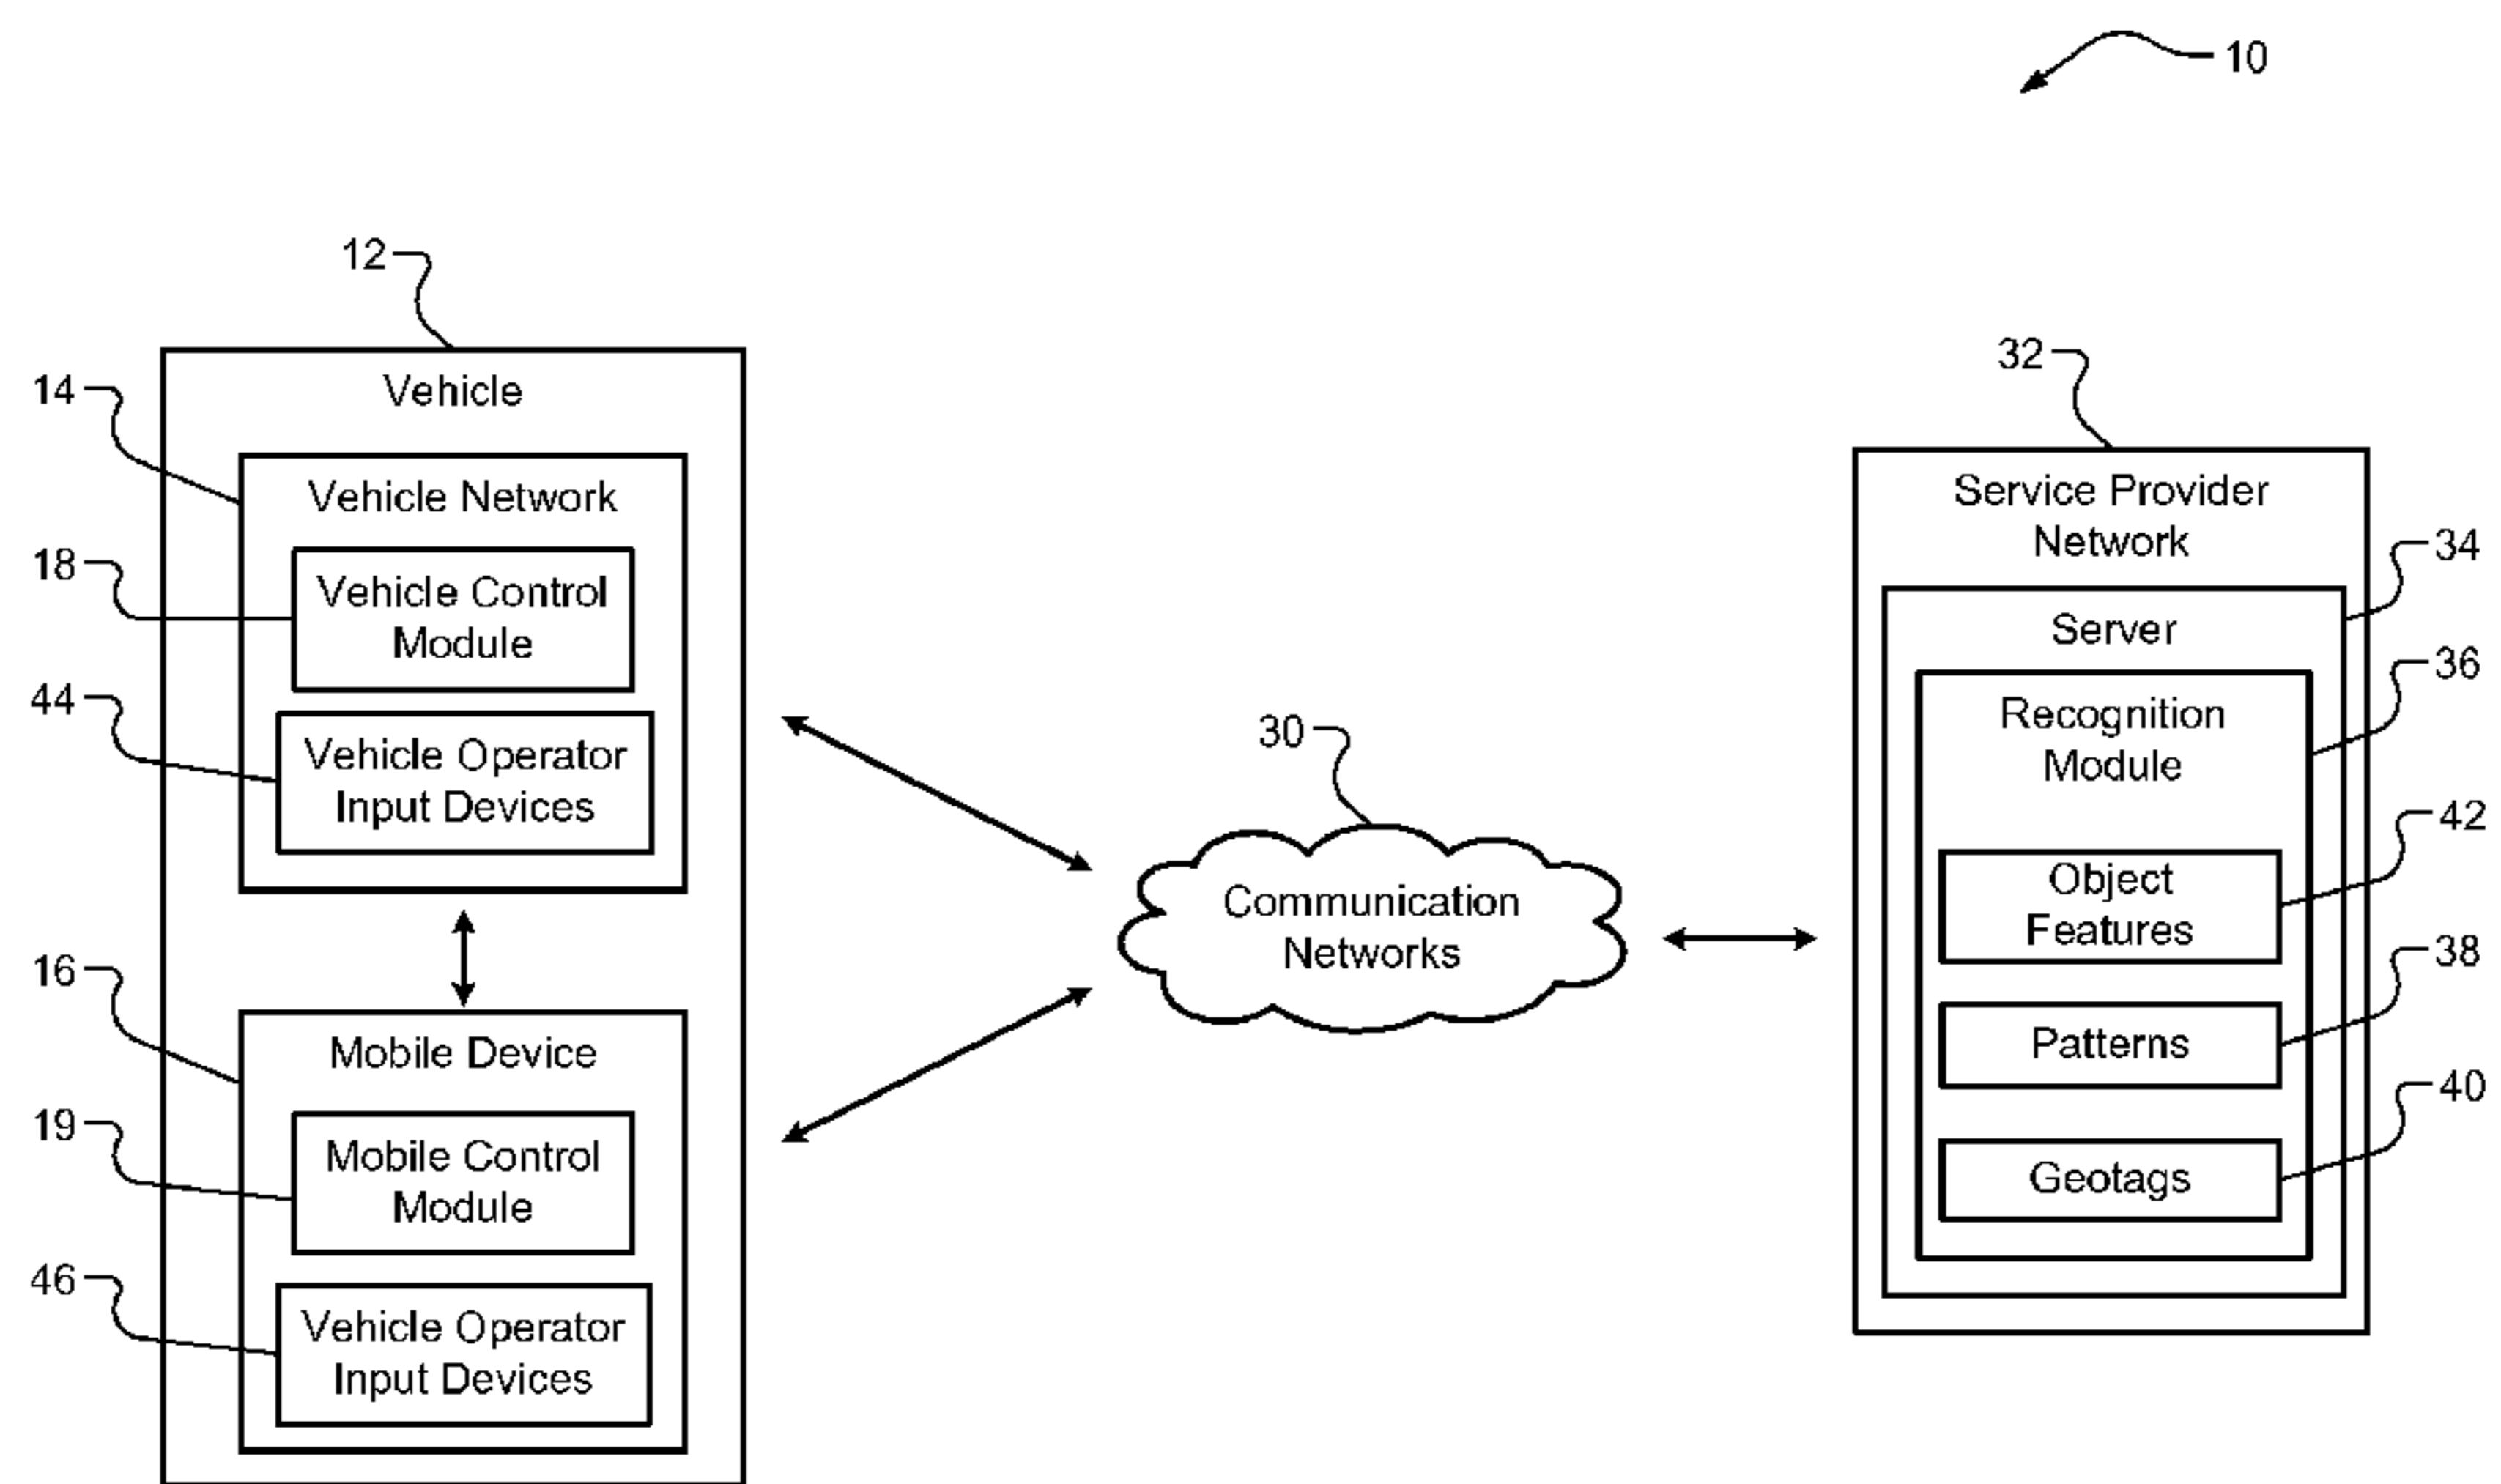 10
12
Vehicle
14
Vehicle Network
18
Vehicle Control
Module
44
Vehicle Operator
Input Devices
16
Mobile Device
19
Mobile Control
Module
46
Vehicle Operator
Input Devices
30
Communication
Networks
32
Service Provider
Network
34
Server
36
Recognition
Module
42
Object
Features
38
Patterns
40
Geotags